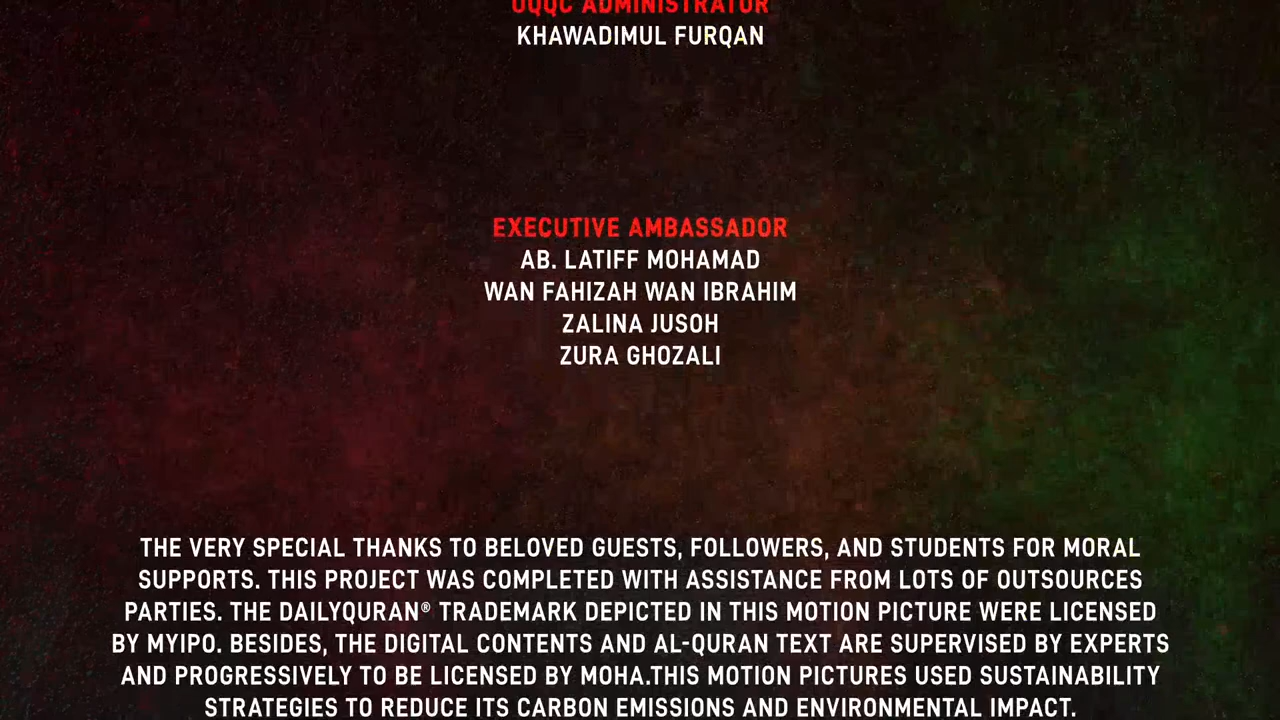 UQQC ADMINISTRATOR
KHAWADIMUL FURQAN
EXECUTIVE AMBASSADOR
AB. LATIFF MOHAMAD
WAN FAHIZAH WAN IBRAHIM
ZALINA JUSOH
ZURA GHOZALI
THE VERY SPECIAL THANKS TO BELOVED GUESTS, FOLLOWERS, AND STUDENTS FOR MORAL
SUPPORTS. THIS PROJECT WAS COMPLETED WITH ASSISTANCE FROM LOTS OF OUTSOURCES
PARTIES. THE DAILYQURAN® TRADEMARK DEPICTED IN THIS MOTION PICTURE WERE LICENSED
BY MYIPO. BESIDES, THE DIGITAL CONTENTS AND AL-QURAN TEXT ARE SUPERVISED BY EXPERTS
AND PROGRESSIVELY TO BE LICENSED BY MOHA.THIS MOTION PICTURES USED SUSTAINABILITY
STRATEGIES TO REDUCE ITS CARBON EMISSIONS AND ENVIRONMENTAL IMPACT.